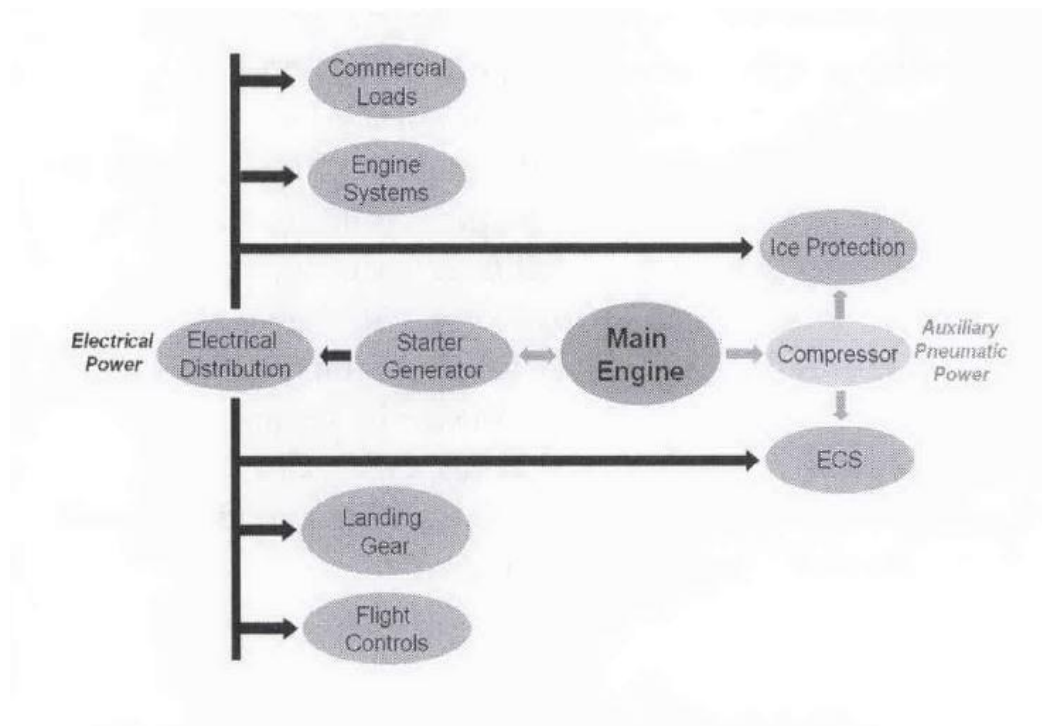 Commercial
Loads
Engine
Systems
Ice Protection
Electrical
Power
Electrical
Distribution
Starter
Generator
Main
Engine
Compressor
Auxiliary
Pneumatic
Power
ECS
Landing
Gear
Flight
Controls